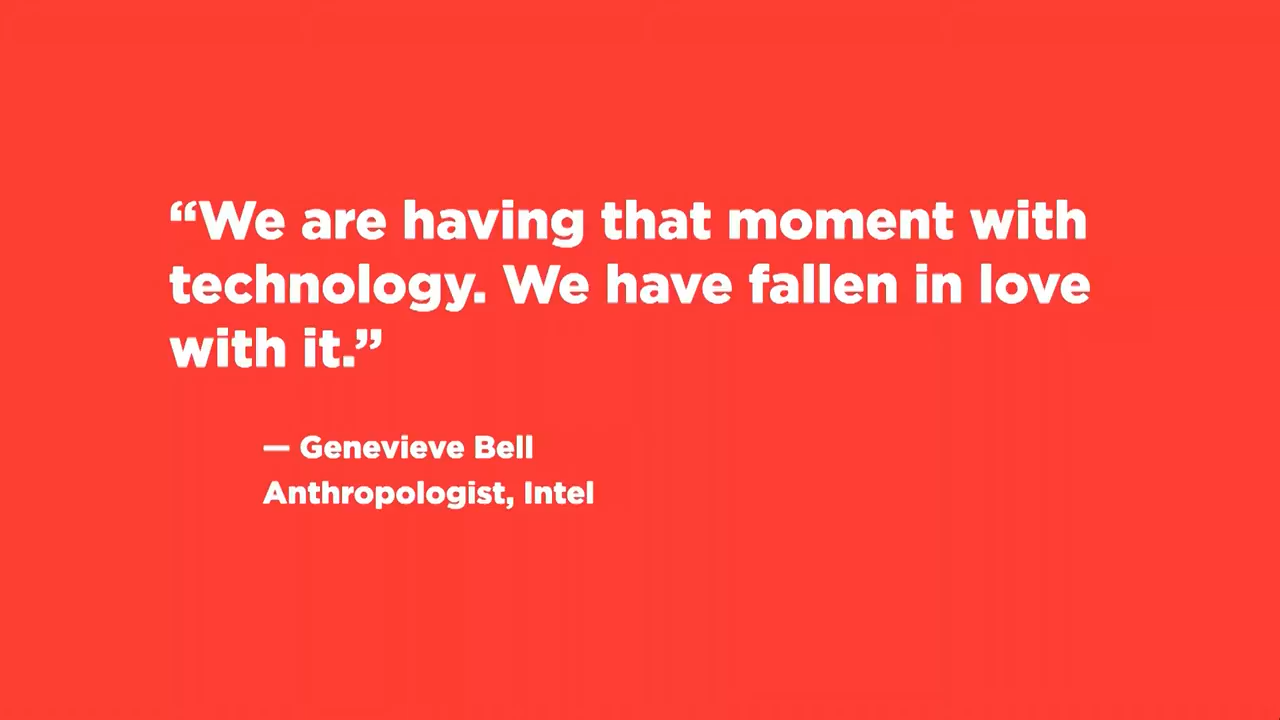 “We are having that moment with
technology. We have fallen in love
with it.”
— Genevieve Bell
Anthropologist, Intel